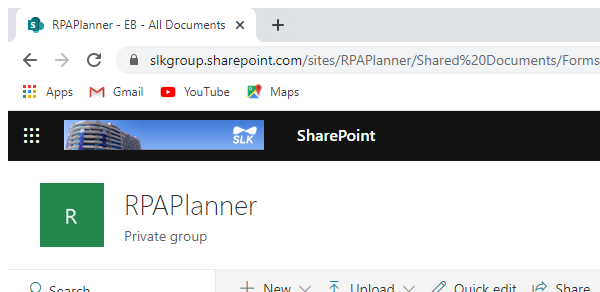 RPAPlanner - EB - All Documents
slkgroup.sharepoint.com/sites/RPAPlanner/Shared%20Documents/Forms
Apps Gmail YouTube Maps
SLK SharePoint
R
RPAPlanner
Private group
Search New Upload Quick edit Share